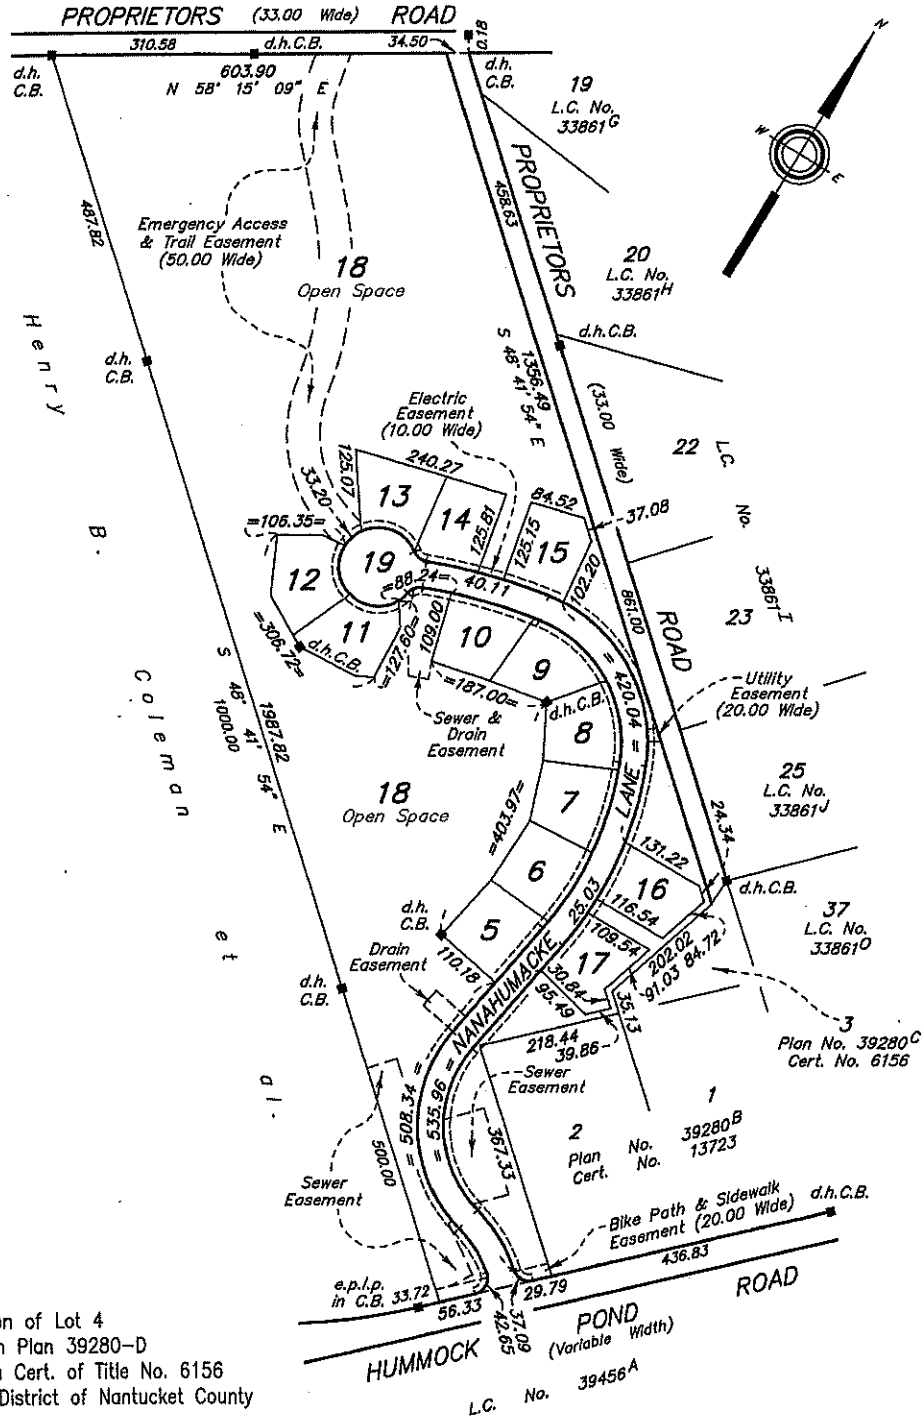 PROPRIETORS (33.00 Wide) ROAD
310.58
d.h.C.B.
34.50
0.18
d.h.
C.B.
603.90
N 58° 15' 09" E
d.h.
C.B.
19
L.C. No.
33861G
N
W
E
487.82
Emergency Access
& Trail Easement
(50.00 Wide)
18
Open Space
458.63
PROPRIETORS
(33.00 Wide)
ROAD
20
L.C. No.
33861H
d.h.C.B.
1356.49
S 48° 41' 54" E
d.h.
C.B.
Henry B. Coleman et al.
Electric
Easement
(10.00 Wide)
22
L.C. No. 33861I
125.07
240.27
33.20
13
14
125.81
84.52
125.15
15
37.08
102.20
=106.35=
12
19
=88.24=
40.11
861.00
23
=306.72=
11
d.h.C.B.
=127.60=
109.00
10
9
=187.00=
d.h.C.B.
Sewer &
Drain
Easement
= 420.04 =
Utility
Easement
(20.00 Wide)
1987.82
S 48° 41' 54" E
1000.00
8
7
6
5
18
Open Space
=403.97=
25
L.C. No.
33861J
24.34
131.22
16
116.54
d.h.C.B.
37
L.C. No.
33861O
25.03
109.54
17
202.02
91.03 84.72
d.h.
C.B.
110.18
Drain
Easement
NANAHUMACKE LANE
30.84
95.49
35.13
3
Plan No. 39280C
Cert. No. 6156
d.h.
C.B.
218.44
39.86
Sewer
Easement
= 508.34 =
= 535.96 =
1
2
Plan No. 39280B
Cert. No. 13723
367.33
500.00
Sewer
Easement
Bike Path & Sidewalk
Easement (20.00 Wide)
d.h.C.B.
436.83
e.p.l.p.
in C.B.
33.72
56.33
42.65
37.09
29.79
HUMMOCK POND ROAD
(Variable Width)
L.C. No. 39456A
on of Lot 4
n Plan 39280-D
Cert. of Title No. 6156
District of Nantucket County